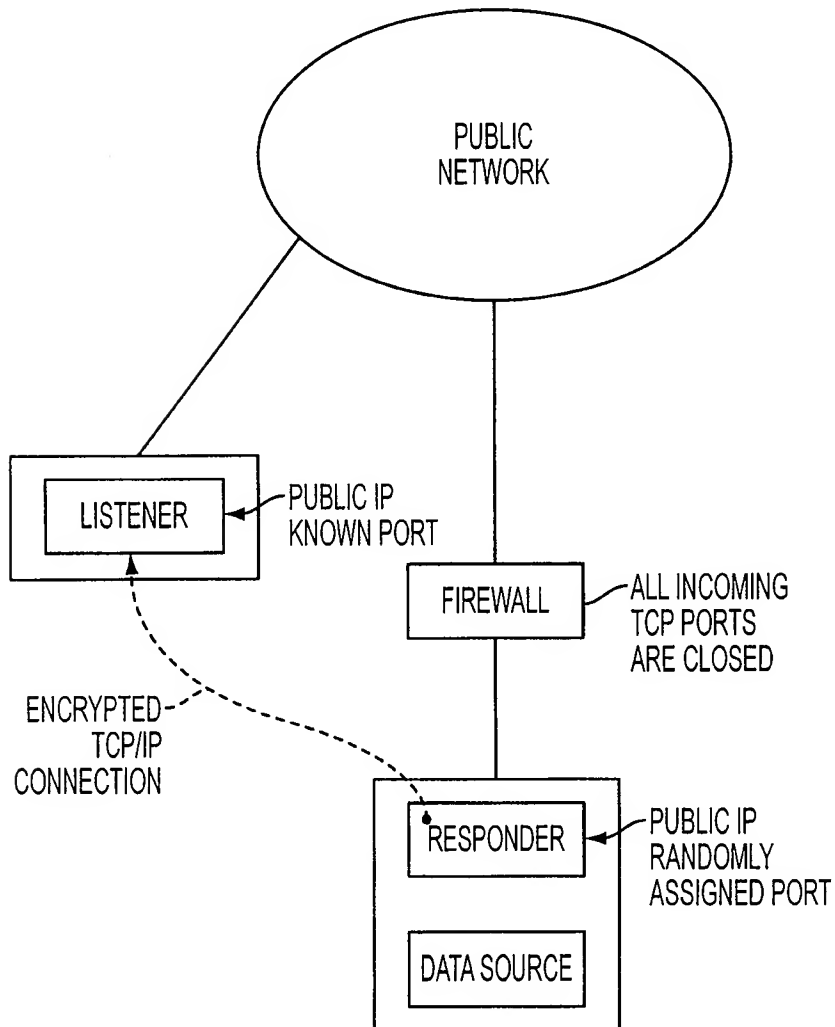 PUBLIC
NETWORK
LISTENER
PUBLIC IP
KNOWN PORT
FIREWALL
ALL INCOMING
TCP PORTS
ARE CLOSED
ENCRYPTED
TCP/IP
CONNECTION
RESPONDER
PUBLIC IP
RANDOMLY
ASSIGNED PORT
DATA SOURCE